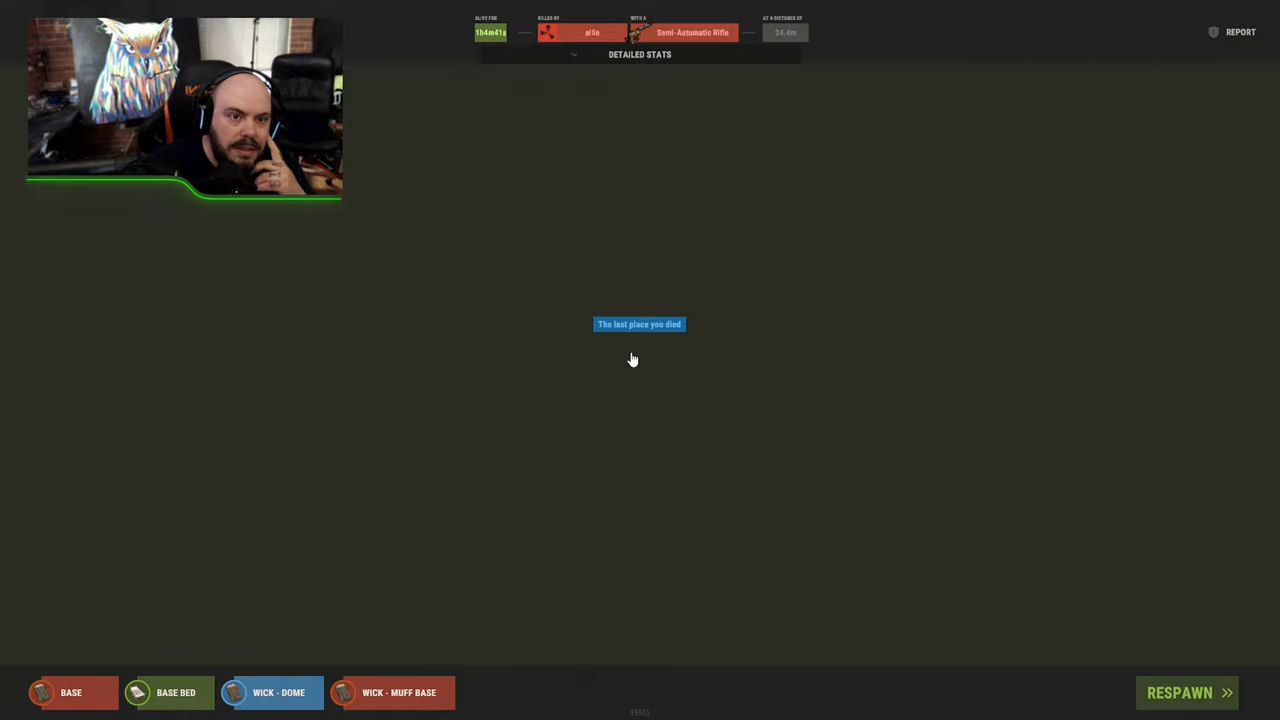 ALIVE FOR
1h4m41s
KILLED BY
allie
WITH A
Semi-Automatic Rifle
AT A DISTANCE OF
24.4m
REPORT
DETAILED STATS
The last place you died
BASE
BASE BED
WICK - DOME
WICK - MUFF BASE
RESPAWN